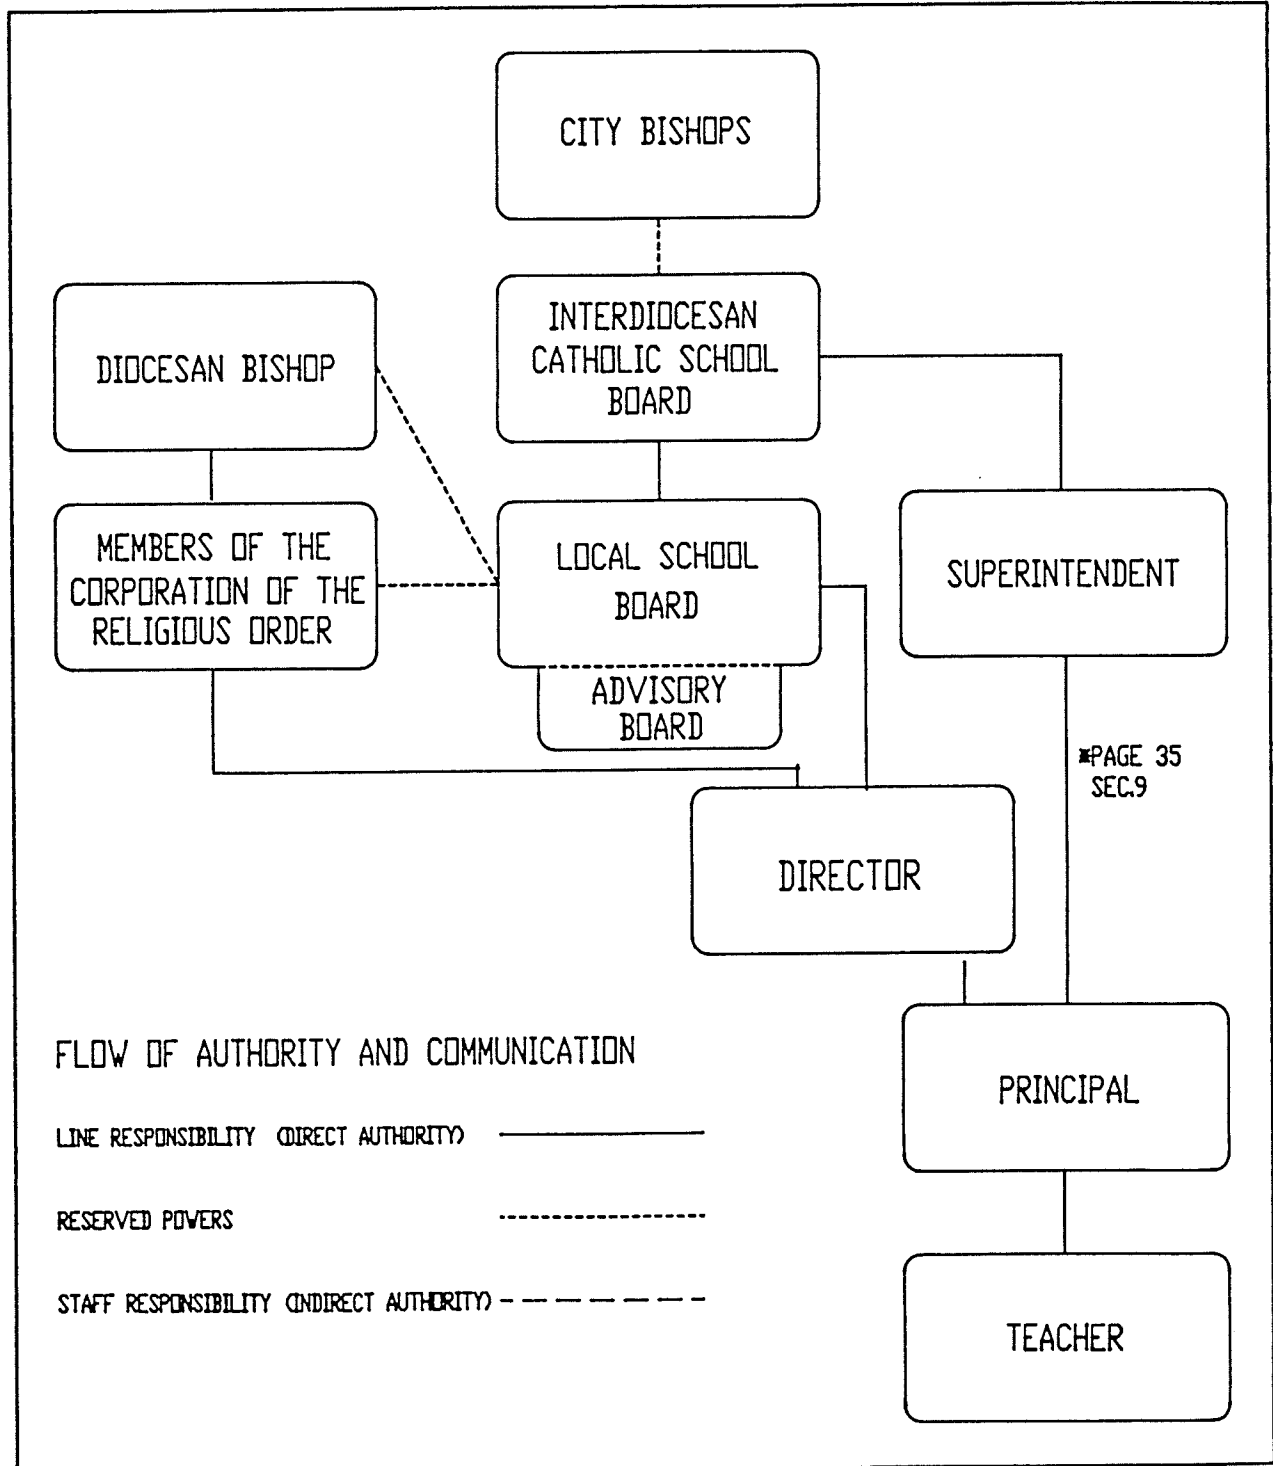 CITY BISHOPS
INTERDIOCESAN
CATHOLIC SCHOOL
BOARD
DIOCESAN BISHOP
MEMBERS OF THE
CORPORATION OF THE
RELIGIOUS ORDER
LOCAL SCHOOL
BOARD
SUPERINTENDENT
ADVISORY
BOARD
*PAGE 35
SEC.9
DIRECTOR
FLOW OF AUTHORITY AND COMMUNICATION
PRINCIPAL
LINE RESPONSIBILITY (DIRECT AUTHORITY)
RESERVED POWERS
STAFF RESPONSIBILITY (INDIRECT AUTHORITY)
TEACHER